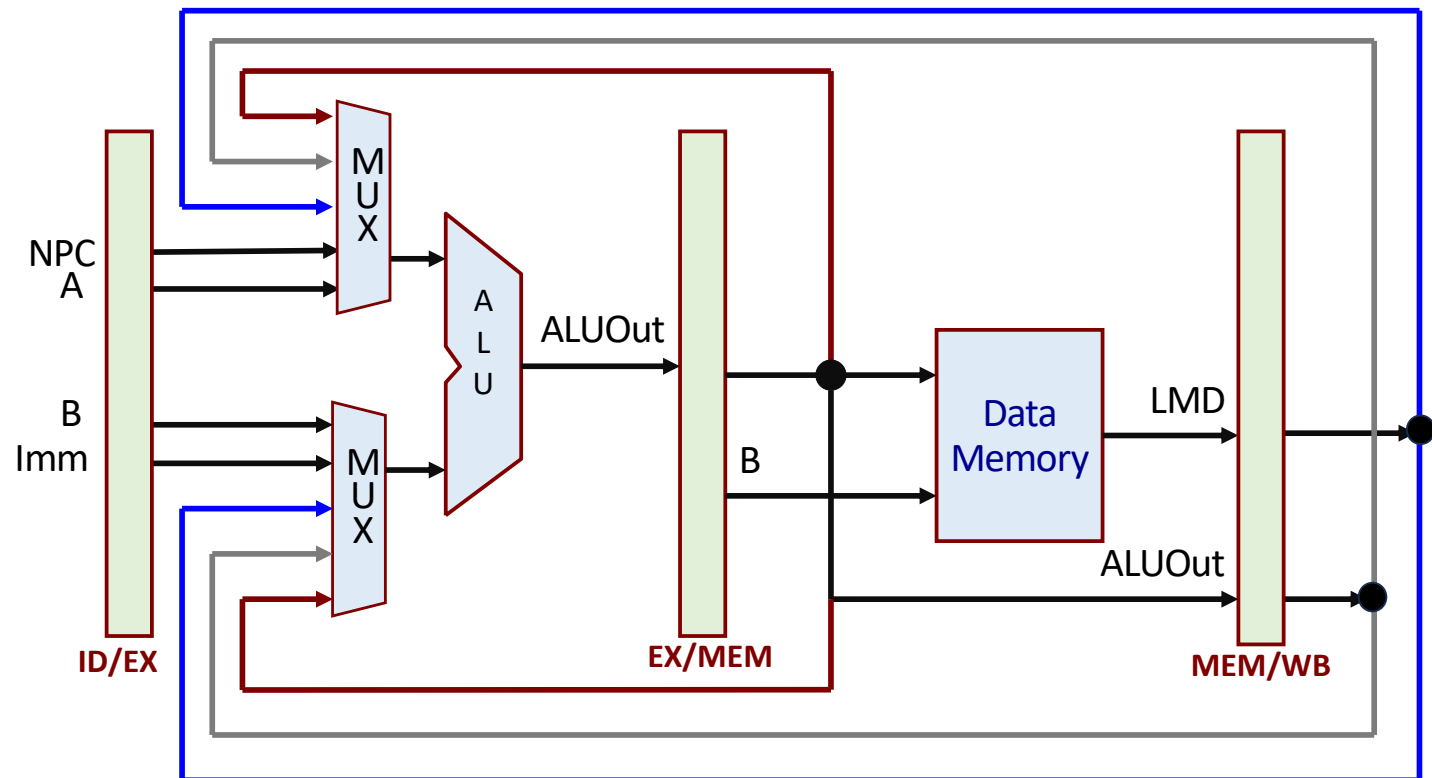 M
U
X
NPC
A
A
L
U
ALUOut
B
Imm
M
U
X
B
Data
Memory
LMD
ALUOut
ID/EX
EX/MEM
MEM/WB